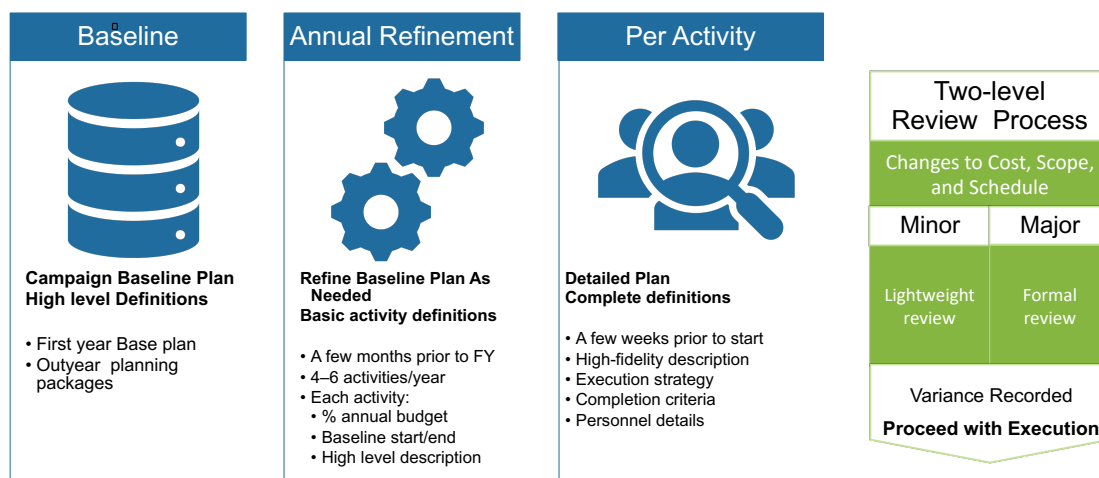 Baseline
Campaign Baseline Plan
High level Definitions
• First year Base plan
• Outyear planning
packages
Annual Refinement
Refine Baseline Plan As
Needed
Basic activity definitions
• A few months prior to FY
• 4–6 activities/year
• Each activity:
• % annual budget
• Baseline start/end
• High level description
Per Activity
Detailed Plan
Complete definitions
• A few weeks prior to start
• High-fidelity description
• Execution strategy
• Completion criteria
• Personnel details
Two-level
Review Process
Changes to Cost, Scope,
and Schedule
Minor
Major
Lightweight
review
Formal
review
Variance Recorded
Proceed with Execution